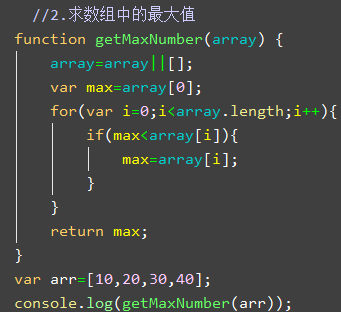 //2.求数组中的最大值
function getMaxNumber(array) {
array=array||[];
var max=array[0];
for(var i=0;i<array.length;i++){
if(max<array[i]){
max=array[i];
}
}
return max;
}
var arr=[10,20,30,40];
console.log(getMaxNumber(arr));